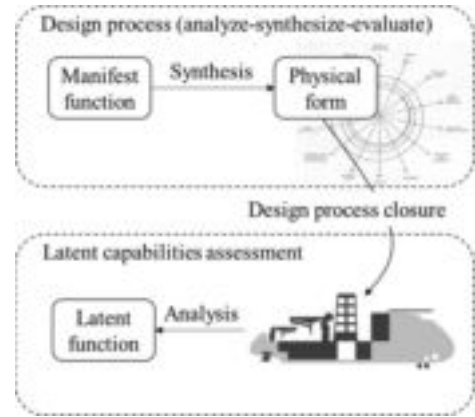 Design process (analyze-synthesize-evaluate)
Manifest
function
Synthesis
Physical
form
Design process closure
Latent capabilities assessment
Latent
function
Analysis